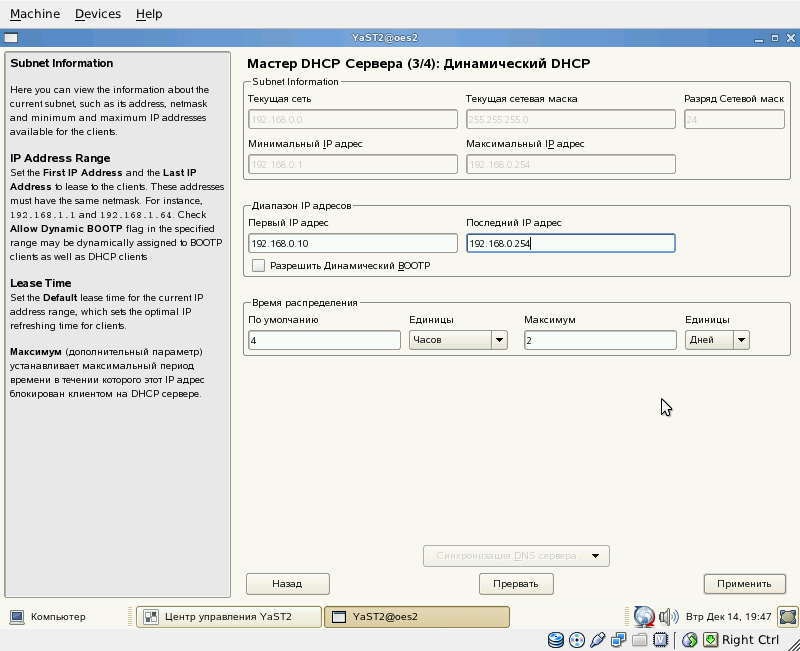 Machine Devices Help
YaST2@oes2
Subnet Information
Here you can view the information about the
current subnet, such as its address, netmask
and minimum and maximum IP addresses
available for the clients.
IP Address Range
Set the First IP Address and the Last IP
Address to lease to the clients. These addresses
must have the same netmask. For instance,
192.168.1.1 and 192.168.1.64. Check
Allow Dynamic BOOTP flag in the specified
range may be dynamically assigned to BOOTP
clients as well as DHCP clients
Lease Time
Set the Default lease time for the current IP
address range, which sets the optimal IP
refreshing time for clients.
Максимум (дополнительный параметр)
устанавливает максимальный период
времени в течении которого этот IP адрес
блокирован клиентом на DHCP сервере.
Мастер DHCP Сервера (3/4): Динамический DHCP
Subnet Information
Текущая сеть Текущая сетевая маска Разряд Сетевой маск
192.168.0.0 255.255.255.0 24
Минимальный IP адрес Максимальный IP адрес
192.168.0.1 192.168.0.254
Диапазон IP адресов
Первый IP адрес Последний IP адрес
192.168.0.10 192.168.0.254
Разрешить Динамический BOOTP
Время распределения
По умолчанию Единицы Максимум Единицы
4 Часов 2 Дней
Синхронизация DNS сервера...
Назад Прервать Применить
Компьютер Центр управления YaST2 YaST2@oes2 Втр Дек 14, 19:47
Right Ctrl